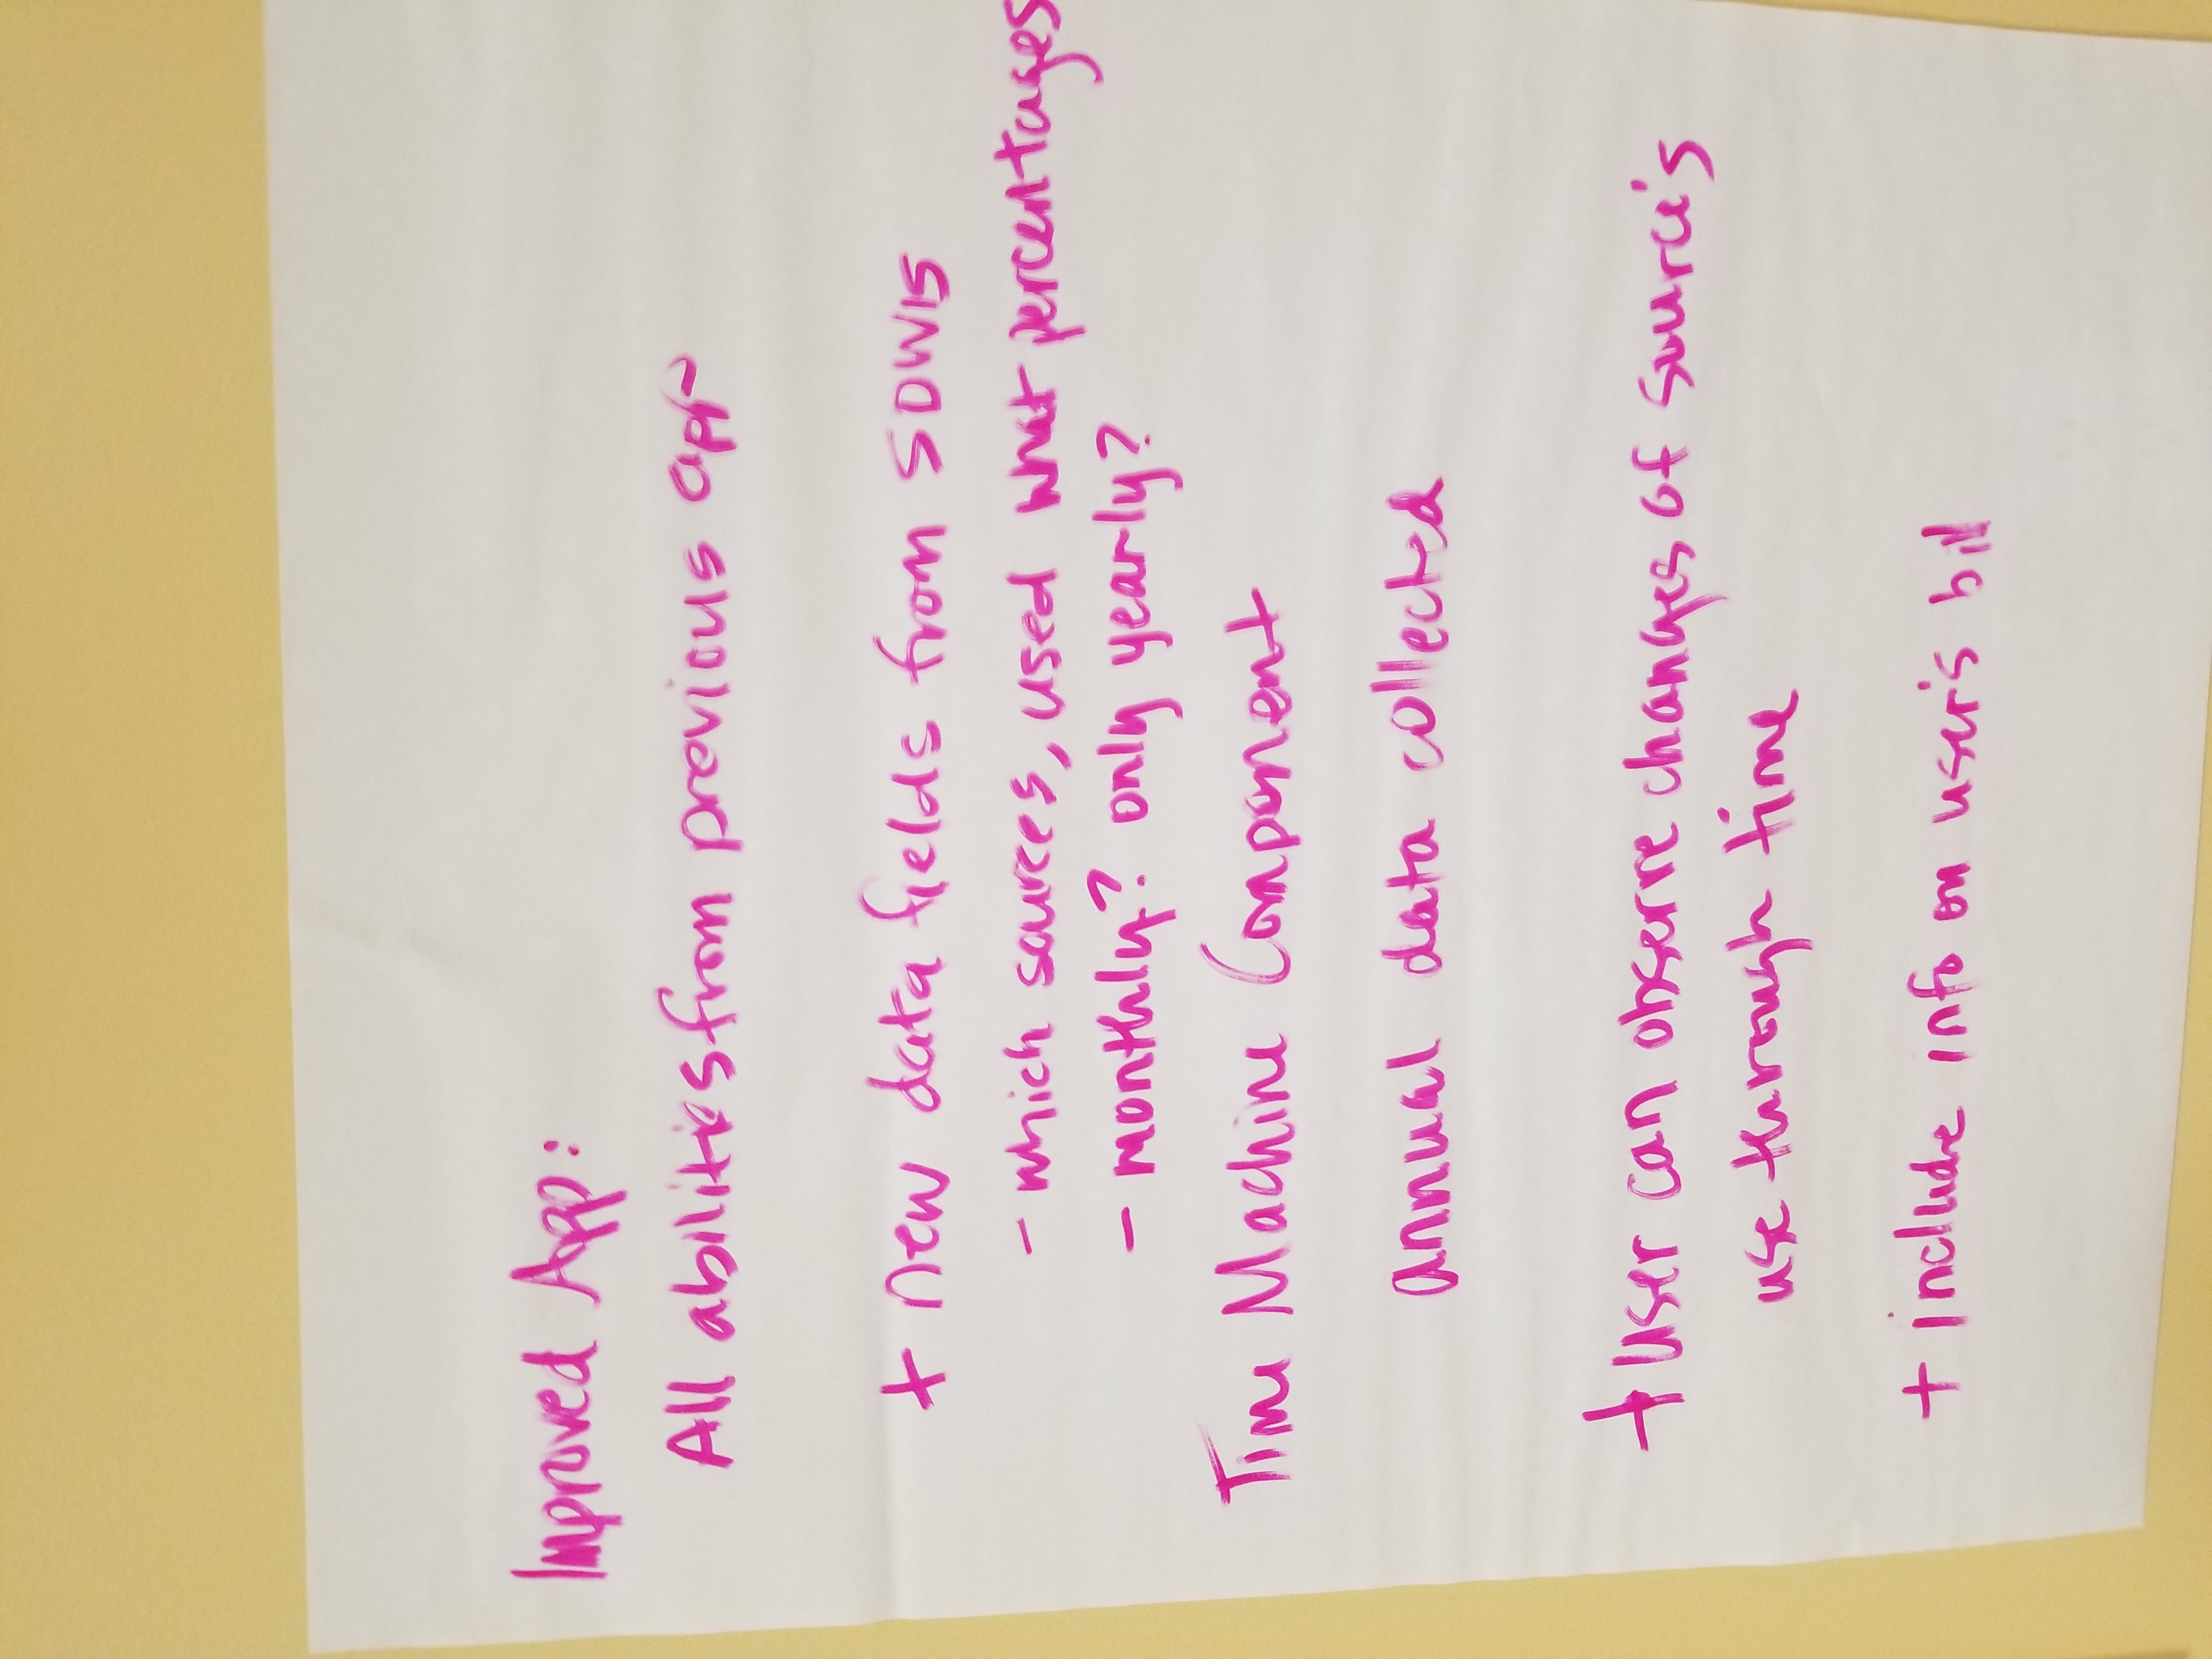 Improved App:
All abilities from previous app
+ new data fields from SDWIS
- which sources, used what percentages
- monthly? only yearly?
Time Machine Component
annual data collected
+ User can observe changes of source's
use through time
+ include info on user's bill